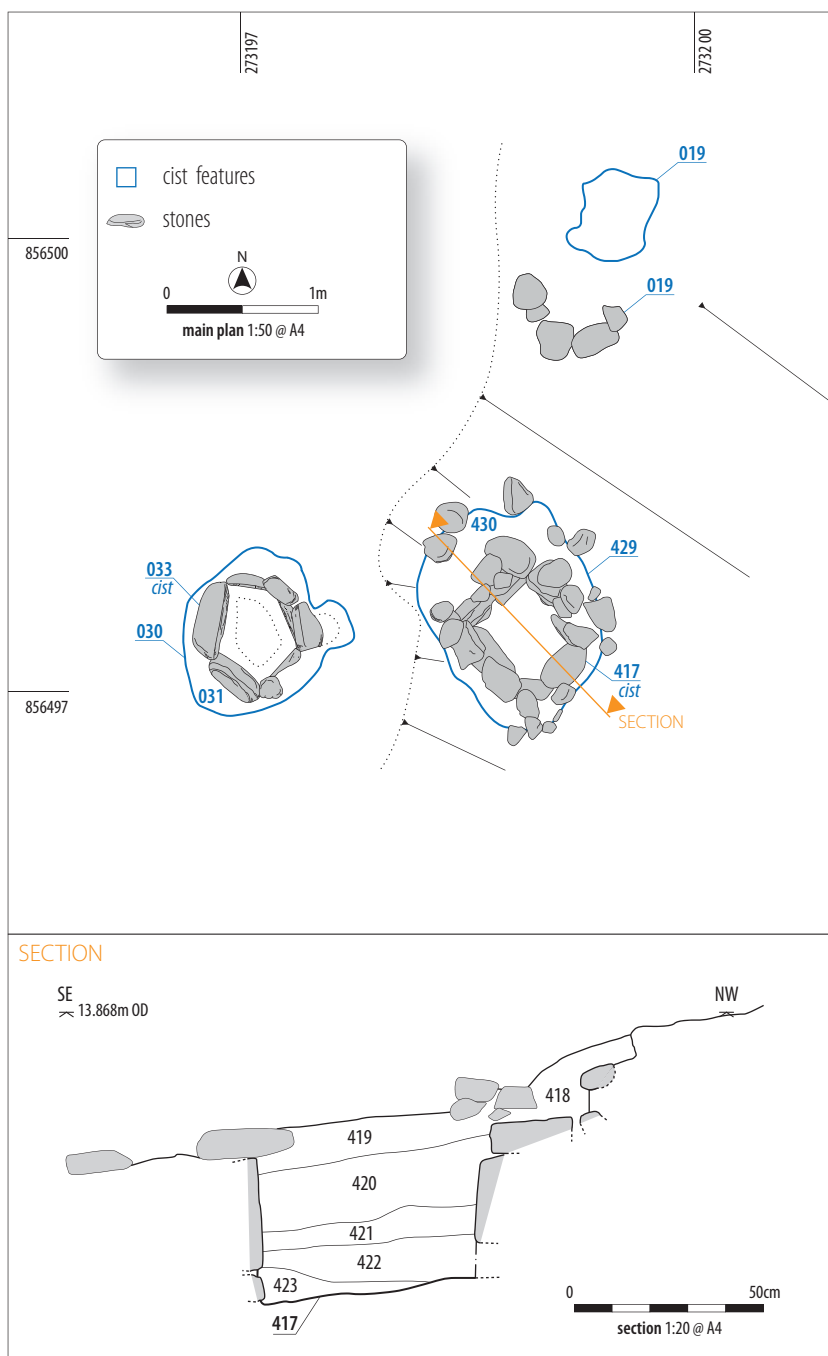 273197
273200
cist features
stones
N
0 1m
main plan 1:50 @ A4
019
856500
019
430
429
033
cist
030
031
417
cist
856497
SECTION
SECTION
SE
13.868m OD
NW
418
419
420
421
422
423
417
0 50cm
section 1:20 @ A4